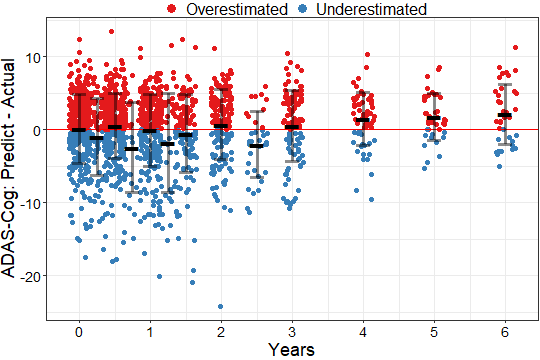 Overestimated Underestimated
ADAS-Cog: Predict - Actual
10
0
-10
-20
0 1 2 3 4 5 6
Years